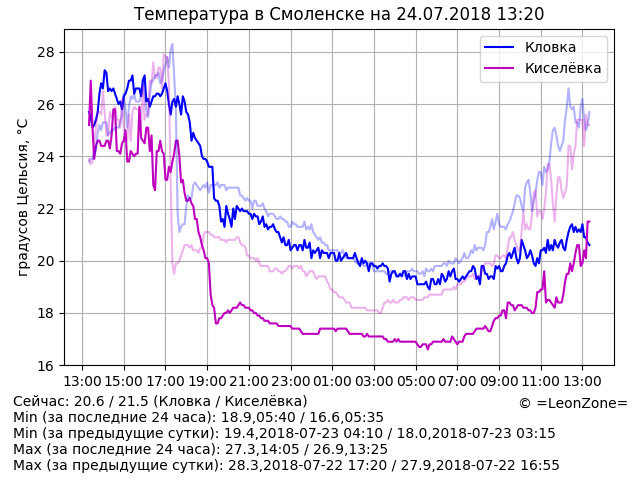 Температура в Смоленске на 24.07.2018 13:20
градусов Цельсия, °C
28
26
24
22
20
18
16
Кловка
Киселёвка
13:00 15:00 17:00 19:00 21:00 23:00 01:00 03:00 05:00 07:00 09:00 11:00 13:00
Сейчас: 20.6 / 21.5 (Кловка / Киселёвка)
© =LeonZone=
Min (за последние 24 часа): 18.9,05:40 / 16.6,05:35
Min (за предыдущие сутки): 19.4,2018-07-23 04:10 / 18.0,2018-07-23 03:15
Max (за последние 24 часа): 27.3,14:05 / 26.9,13:25
Max (за предыдущие сутки): 28.3,2018-07-22 17:20 / 27.9,2018-07-22 16:55